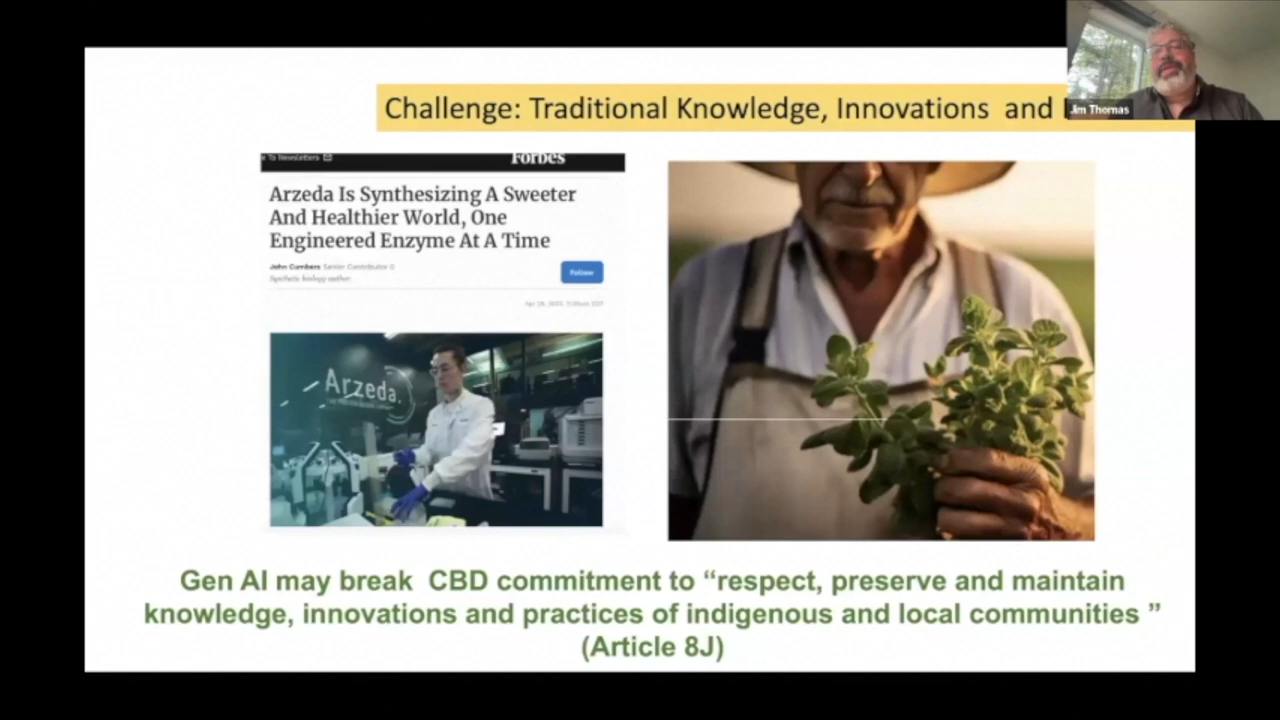 Challenge: Traditional Knowledge, Innovations  and
Jim Thomas
To Newsletters
Forbes
Arzeda Is Synthesizing A Sweeter
And Healthier World, One
Engineered Enzyme At A Time
John Cumbers Senior Contributor
Synthetic biology author.
Follow
Arzeda.
Gen AI may break  CBD commitment to “respect, preserve and maintain
knowledge, innovations and practices of indigenous and local communities ”
(Article 8J)